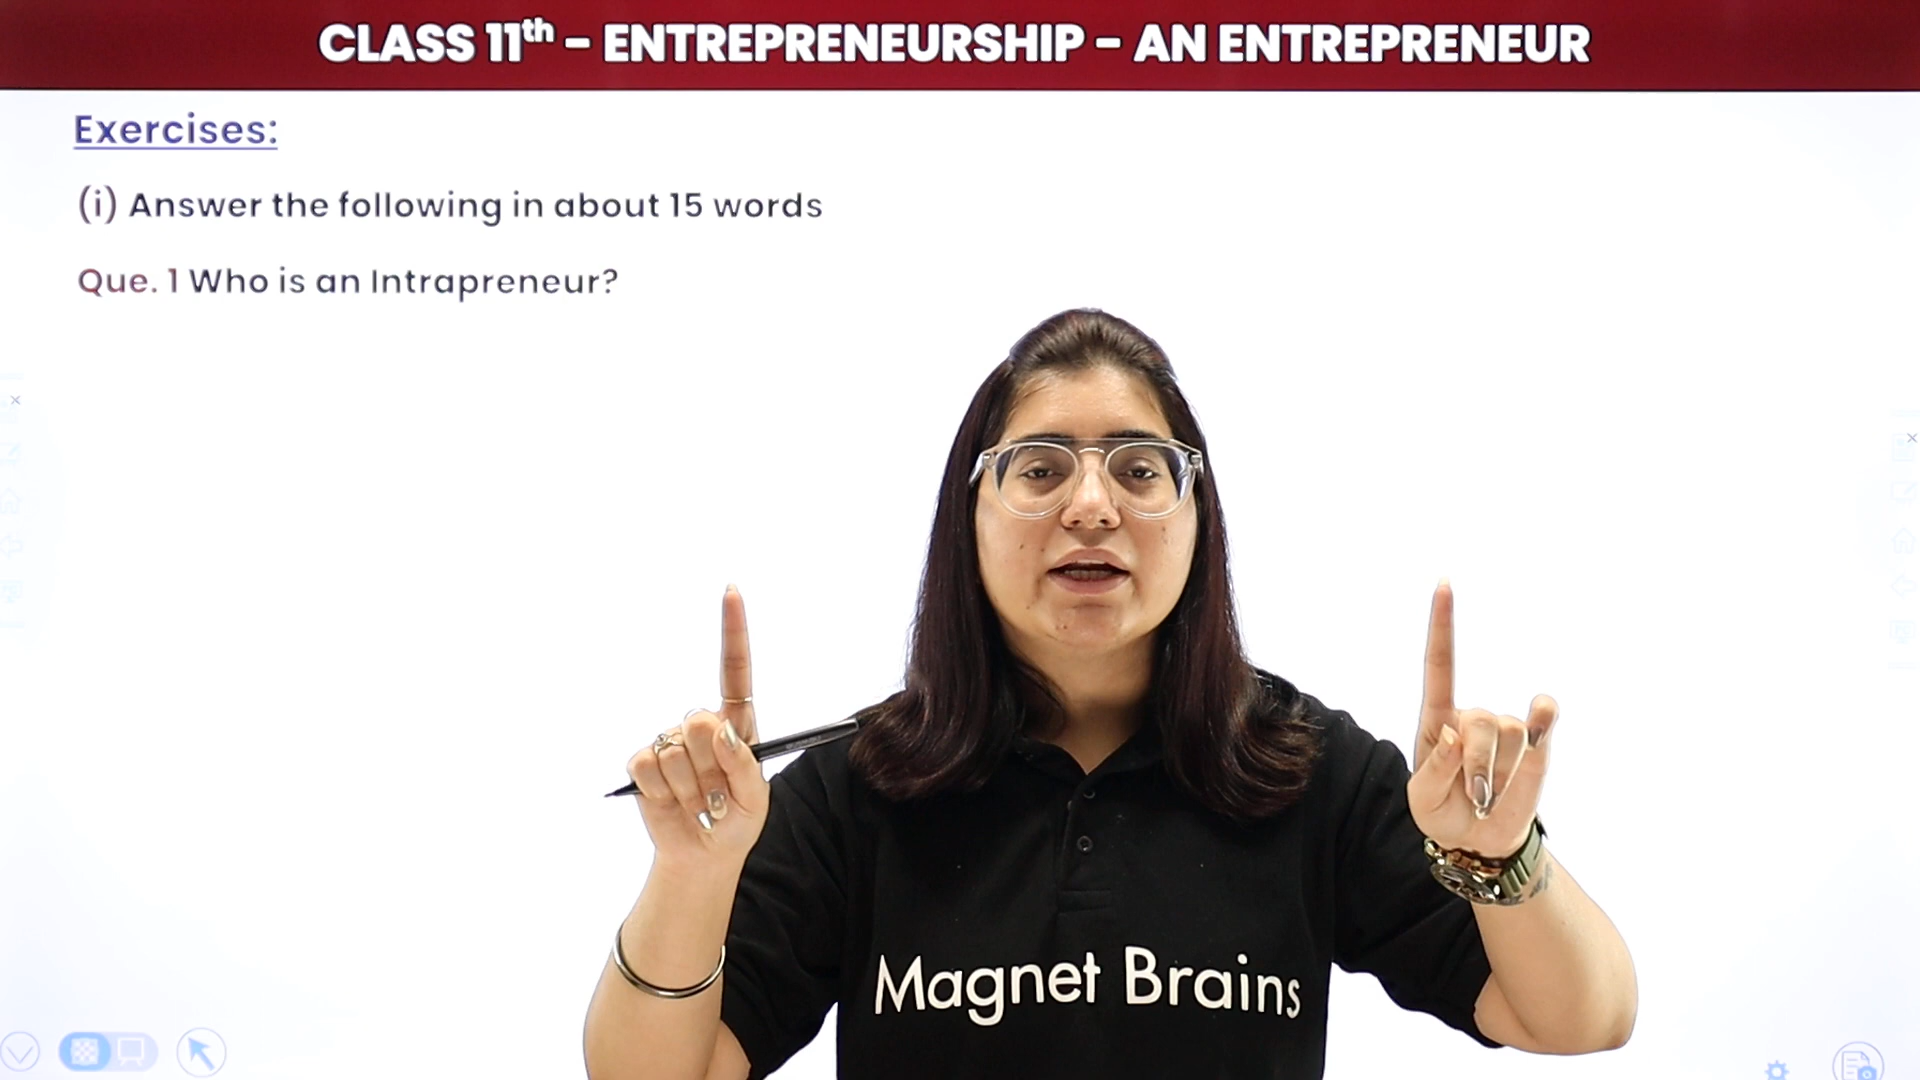 CLASS 11th – ENTREPRENEURSHIP – AN ENTREPRENEUR
Exercises:
(i) Answer the following in about 15 words
Que. 1 Who is an Intrapreneur?
Magnet Brains